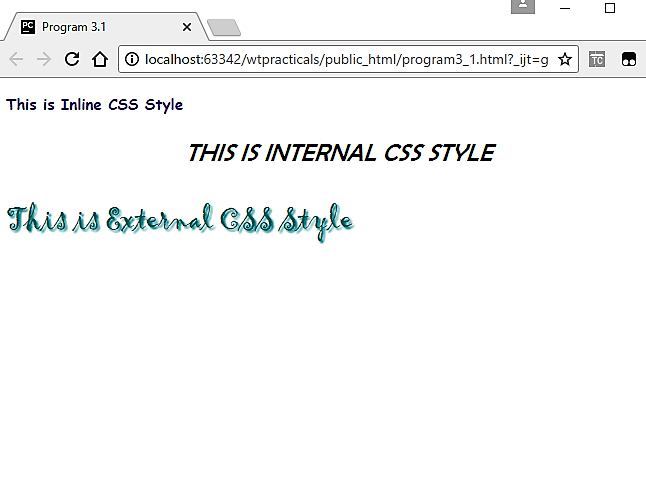 PC Program 3.1
localhost:63342/wtpracticals/public_html/program3_1.html?_ijt=g
TC
This is Inline CSS Style
THIS IS INTERNAL CSS STYLE
This is External CSS Style